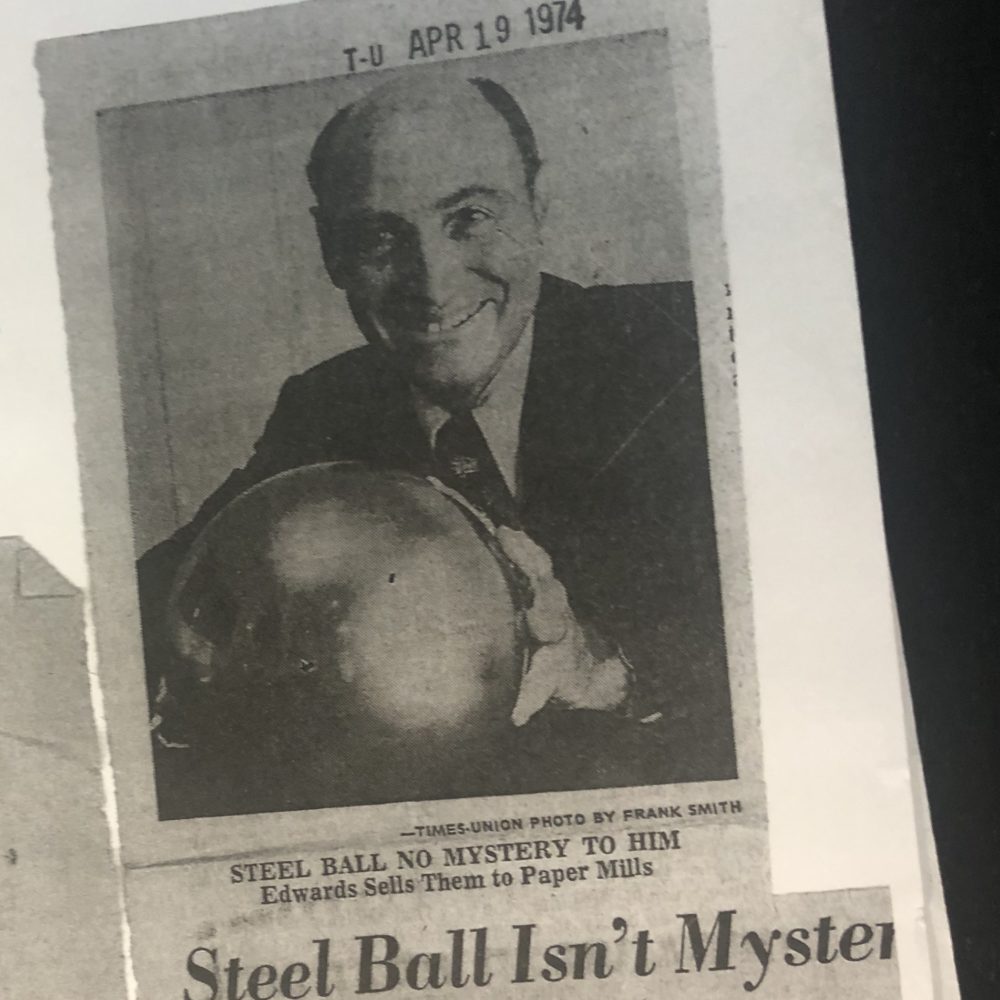 T-U APR 19 1974
—TIMES-UNION PHOTO BY FRANK SMITH
STEEL BALL NO MYSTERY TO HIM
Edwards Sells Them to Paper Mills
Steel Ball Isn't Myster